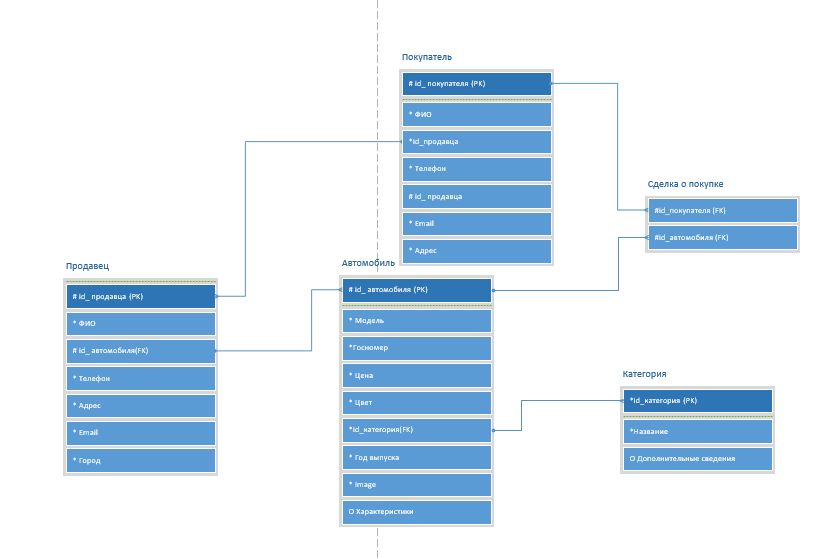 Покупатель
# id_ покупателя (PK)
* ФИО
*id_продавца
* Телефон
# id_ продавца
* Email
* Адрес
Сделка о покупке
#id_покупателя (FK)
#id_автомобиля (FK)
Продавец
# id_ продавца (PK)
* ФИО
# id_ автомобиля(FK)
* Телефон
* Адрес
* Email
* Город
Автомобиль
# id_ автомобиля (PK)
* Модель
*Госномер
* Цена
* Цвет
*id_категория(FK)
* Год выпуска
* Image
O Характеристики
Категория
*id_категория (PK)
*Название
O Дополнительные сведения